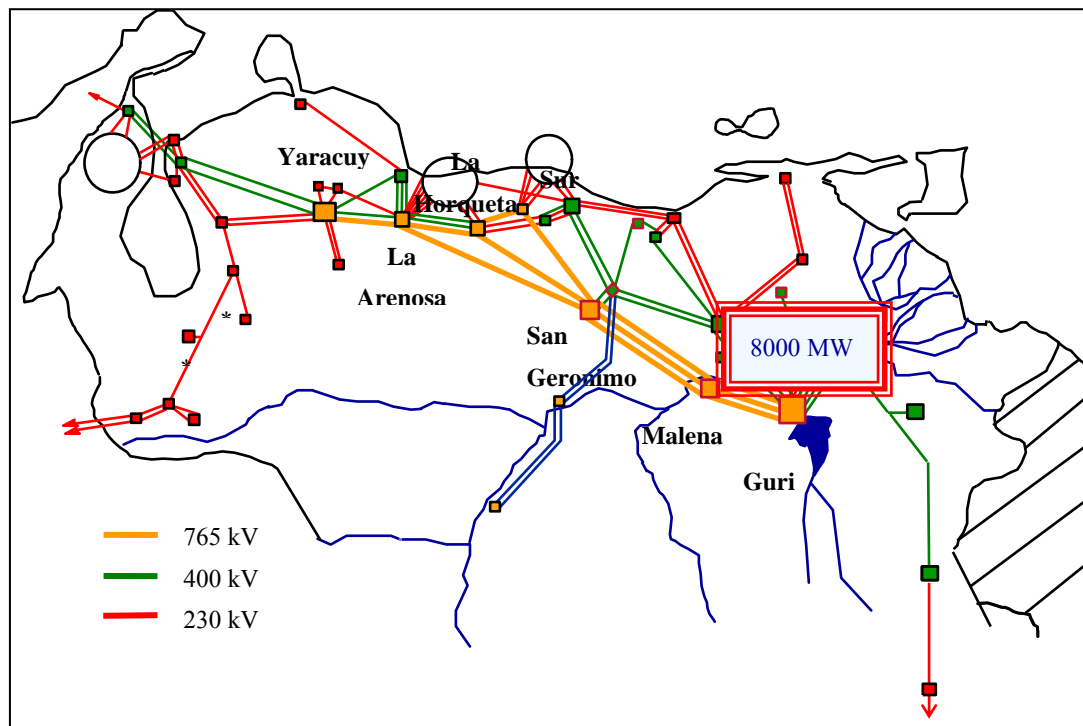 Yaracuy
La
Sur
Horqueta
La
Arenosa
San
Geronimo
8000 MW
Malena
Guri
765 kV
400 kV
230 kV
*
*